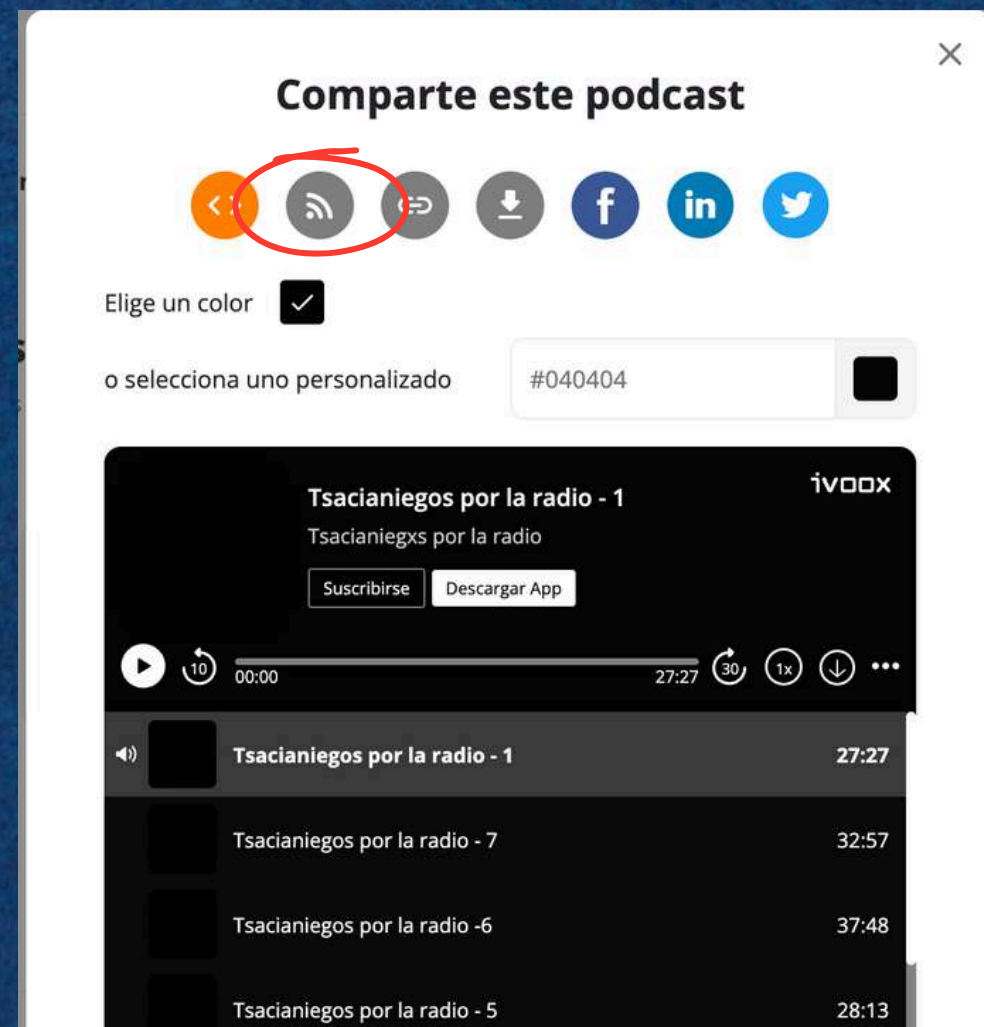 Comparte este podcast
in
Elige un color
o selecciona uno personalizado
#040404
Tsacianiegos por la radio - 1
ivoox
Tsacianiegxs por la radio
Suscribirse
Descargar App
10
00:00
27:27
30
1x
Tsacianiegos por la radio - 1
27:27
Tsacianiegos por la radio - 7
32:57
Tsacianiegos por la radio -6
37:48
Tsacianiegos por la radio - 5
28:13